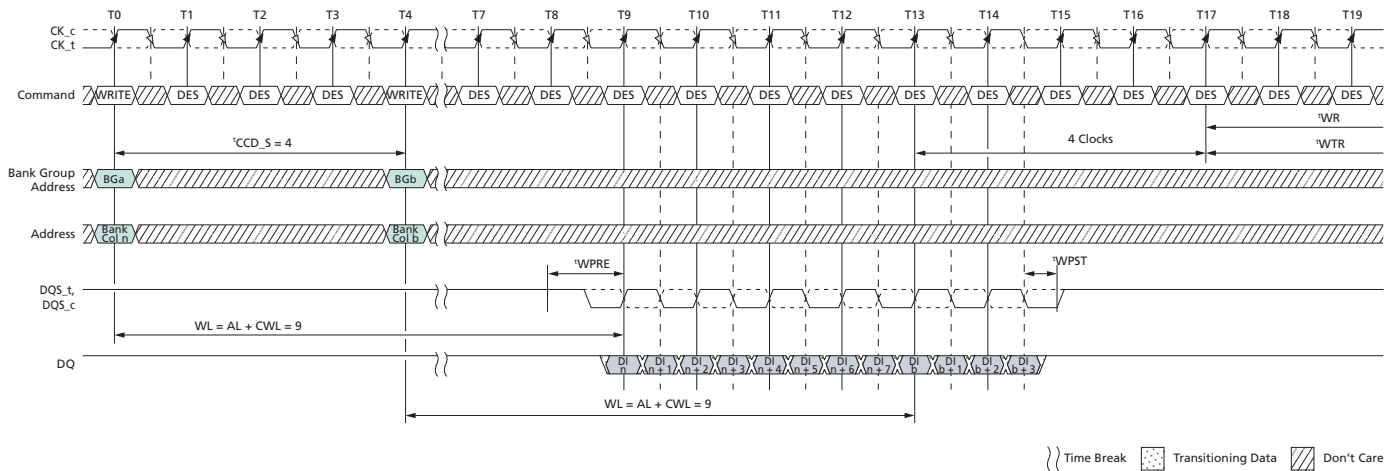 T0 T1 T2 T3 T4 T7 T8 T9 T10 T11 T12 T13 T14 T15 T16 T17 T18 T19
CK_c
CK_t
Command WRITE DES DES DES WRITE DES DES DES DES DES DES DES DES DES DES DES DES DES
tWR
tCCD_S = 4 4 Clocks tWTR
Bank Group
Address BGa BGb
Address Bank
Col n Bank
Col b
tWPRE tWPST
DQS_t,
DQS_c
WL = AL + CWL = 9
DQ DI
n DI
n + 1 DI
n + 2 DI
n + 3 DI
n + 4 DI
n + 5 DI
n + 6 DI
n + 7 DI
b DI
b + 1 DI
b + 2 DI
b + 3
WL = AL + CWL = 9
Time Break Transitioning Data Don't Care